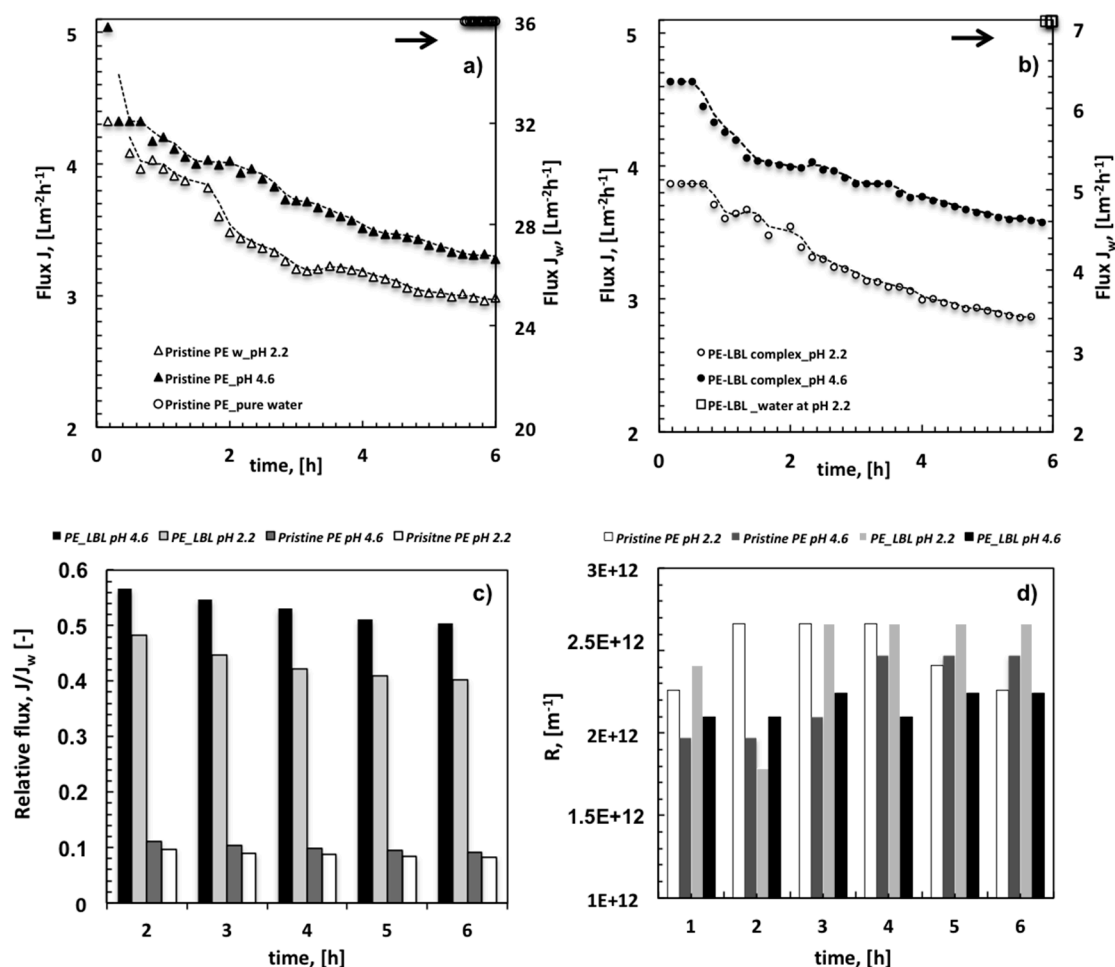 5
4
3
2
Flux J, [Lm-2h-1]
a)
36
32
28
24
20
Flux Jw, [Lm-2h-1]
Pristine PE w_pH 2.2
Pristine PE_pH 4.6
Pristine PE_pure water
0 2 4 6
time, [h]
5
4
3
2
Flux J, [Lm-2h-1]
b)
7
6
5
4
3
2
Flux Jw, [Lm-2h-1]
PE-LBL complex_pH 2.2
PE-LBL complex_pH 4.6
PE-LBL _water at pH 2.2
0 2 4 6
time, [h]
PE_LBL pH 4.6 PE_LBL pH 2.2 Pristine PE pH 4.6 Prisitne PE pH 2.2
0.6
0.5
0.4
0.3
0.2
0.1
0
Relative flux, J/Jw [-]
c)
2 3 4 5 6
time, [h]
Pristine PE pH 2.2 Pristine PE pH 4.6 PE_LBL pH 2.2 PE_LBL pH 4.6
3E+12
2.5E+12
2E+12
1.5E+12
1E+12
R, [m-1]
d)
1 2 3 4 5 6
time, [h]